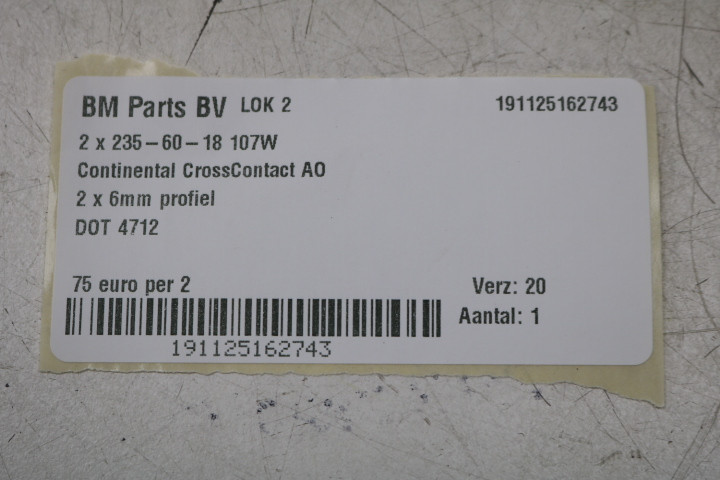 BM Parts BV LOK 2 191125162743
2 x 235-60-18 107W
Continental CrossContact AO
2 x 6mm profiel
DOT 4712
75 euro per 2 Verz: 20
Aantal: 1
191125162743